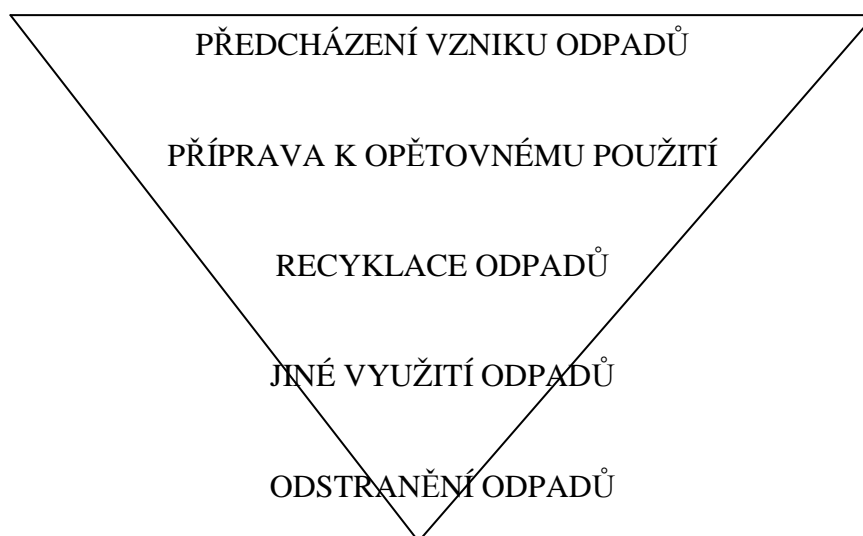 PŘEDCHÁZENÍ VZNIKU ODPADŮ
PŘÍPRAVA K OPĚTOVNÉMU POUŽITÍ
RECYKLACE ODPADŮ
JINÉ VYUŽITÍ ODPADŮ
ODSTRANĚNÍ ODPADŮ